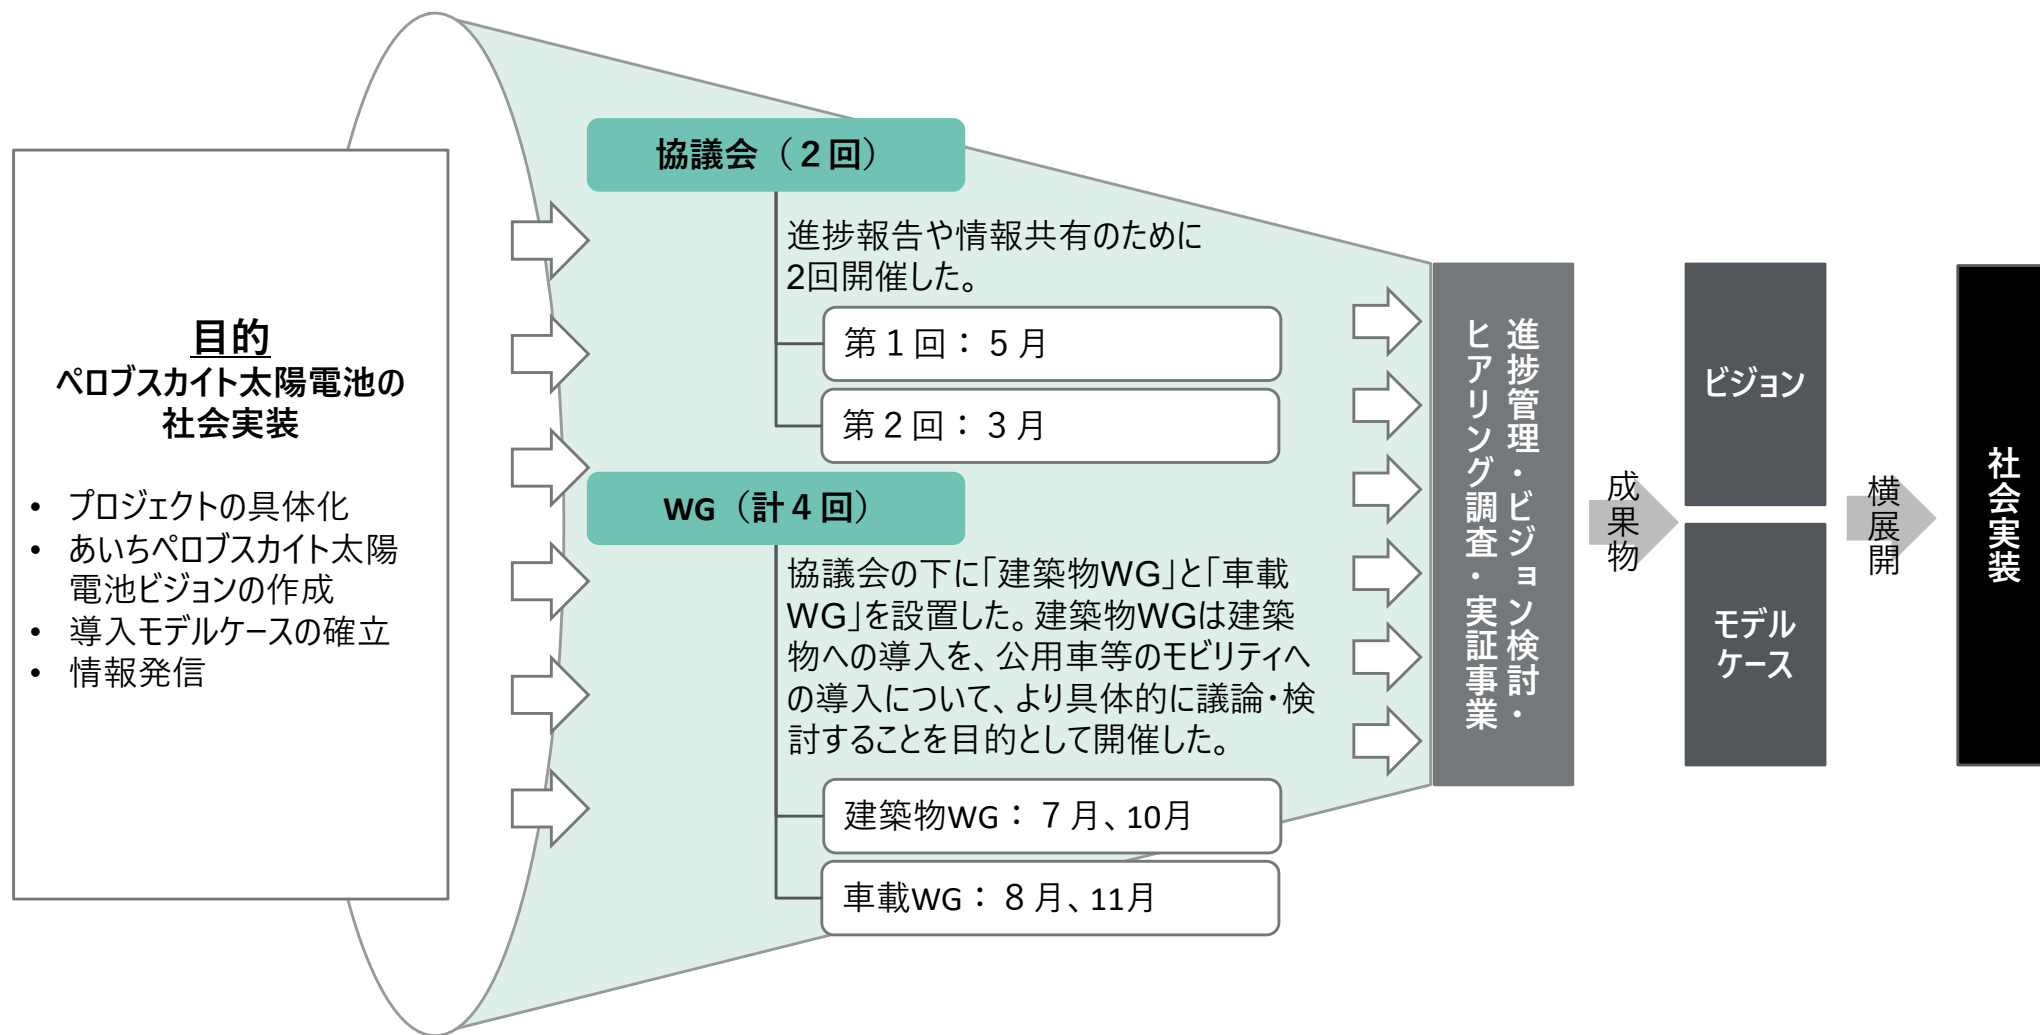 目的
ペロブスカイト太陽電池の
社会実装
• プロジェクトの具体化
• あいちペロブスカイト太陽
電池ビジョンの作成
• 導入モデルケースの確立
• 情報発信
協議会（２回）
進捗報告や情報共有のために
2回開催した。
第１回：５月
第２回：３月
WG（計４回）
協議会の下に「建築物WG」と「車載
WG」を設置した。建築物WGは建築
物への導入を、公用車等のモビリティへ
の導入について、より具体的に議論・検
討することを目的として開催した。
建築物WG：７月、10月
車載WG：８月、11月
進捗管理・ビジョン検討・
ヒアリング調査・実証事業
成果物
ビジョン
モデル
ケース
横展開
社会実装